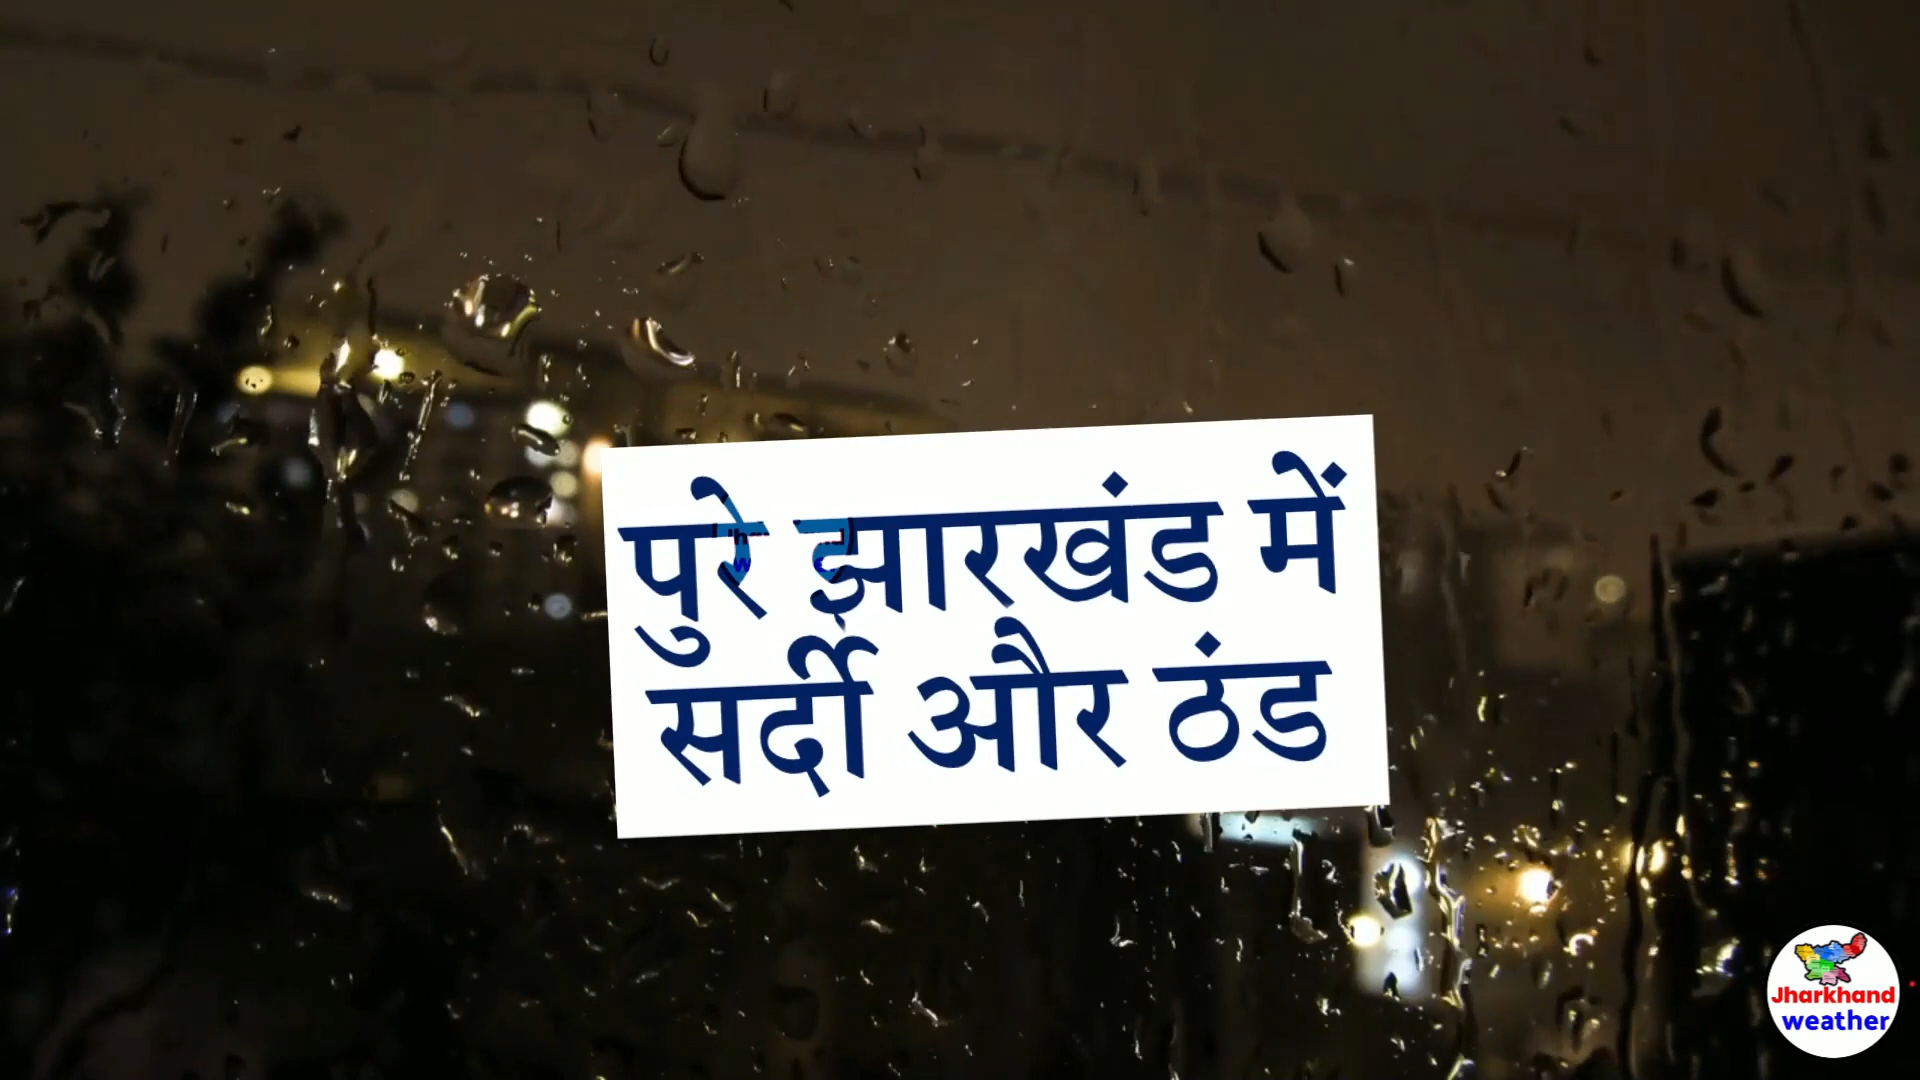 पुरे झारखंड में
सर्दी और ठंड
Jharkhand
weather